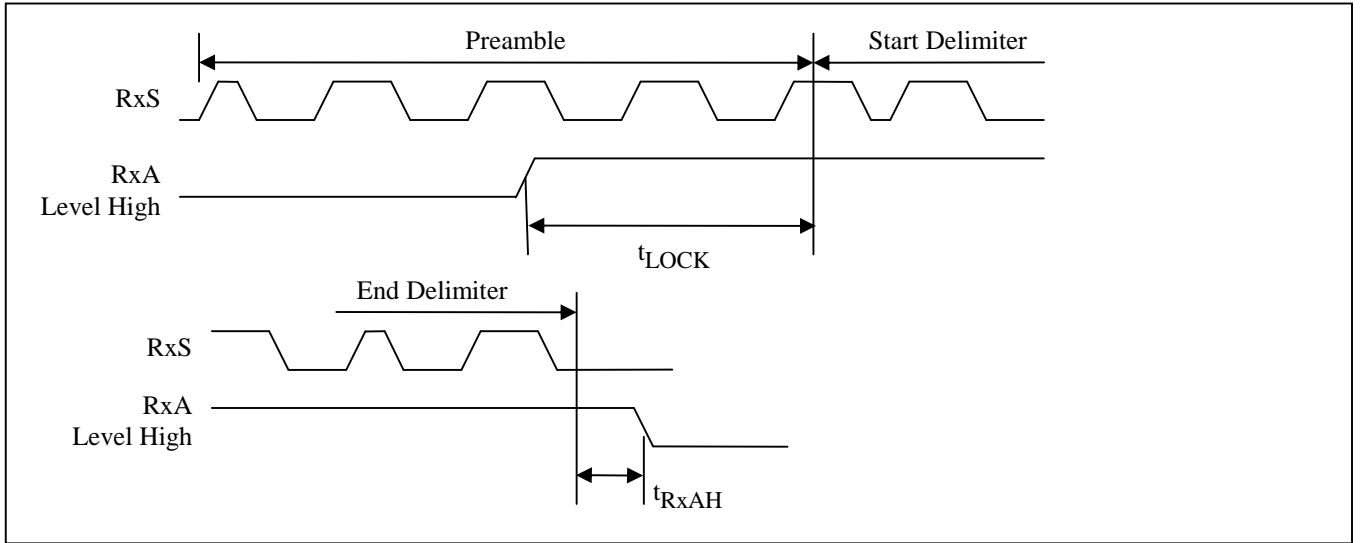 Preamble
Start Delimiter
RxS
RxA
Level High
tLOCK
End Delimiter
RxS
RxA
Level High
tRxAH